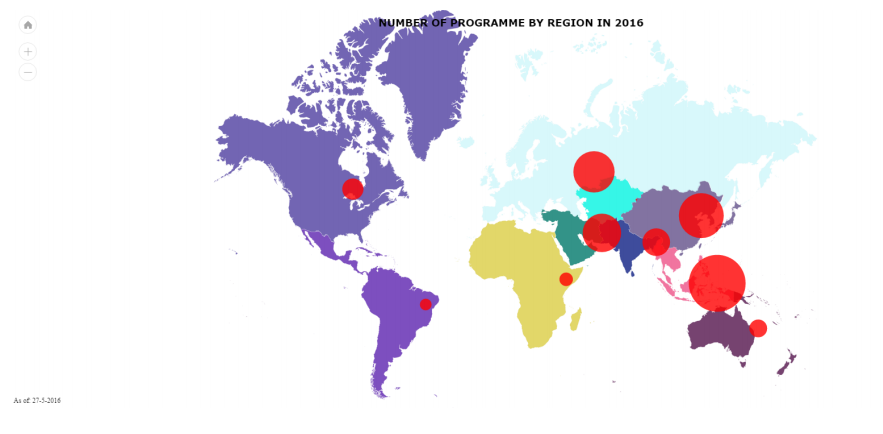 NUMBER OF PROGRAMME BY REGION IN 2016
As of: 27-5-2016